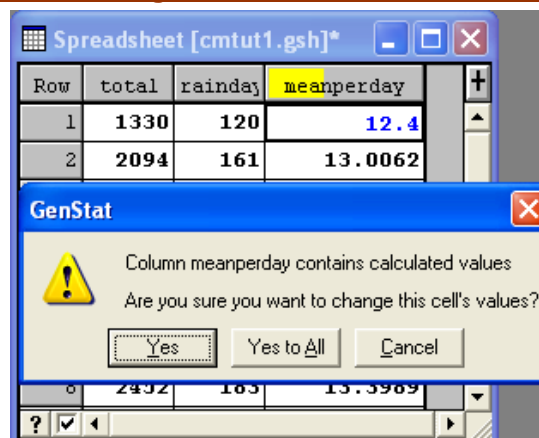 Spreadsheet [cmtut1.gsh]*
Row total rainday meanperday +
1 1330 120 12.4
2 2094 161 13.0062
GenStat
Column meanperday contains calculated values
Are you sure you want to change this cell's values?
Yes Yes to All Cancel
8 2452 183 13.3989
?